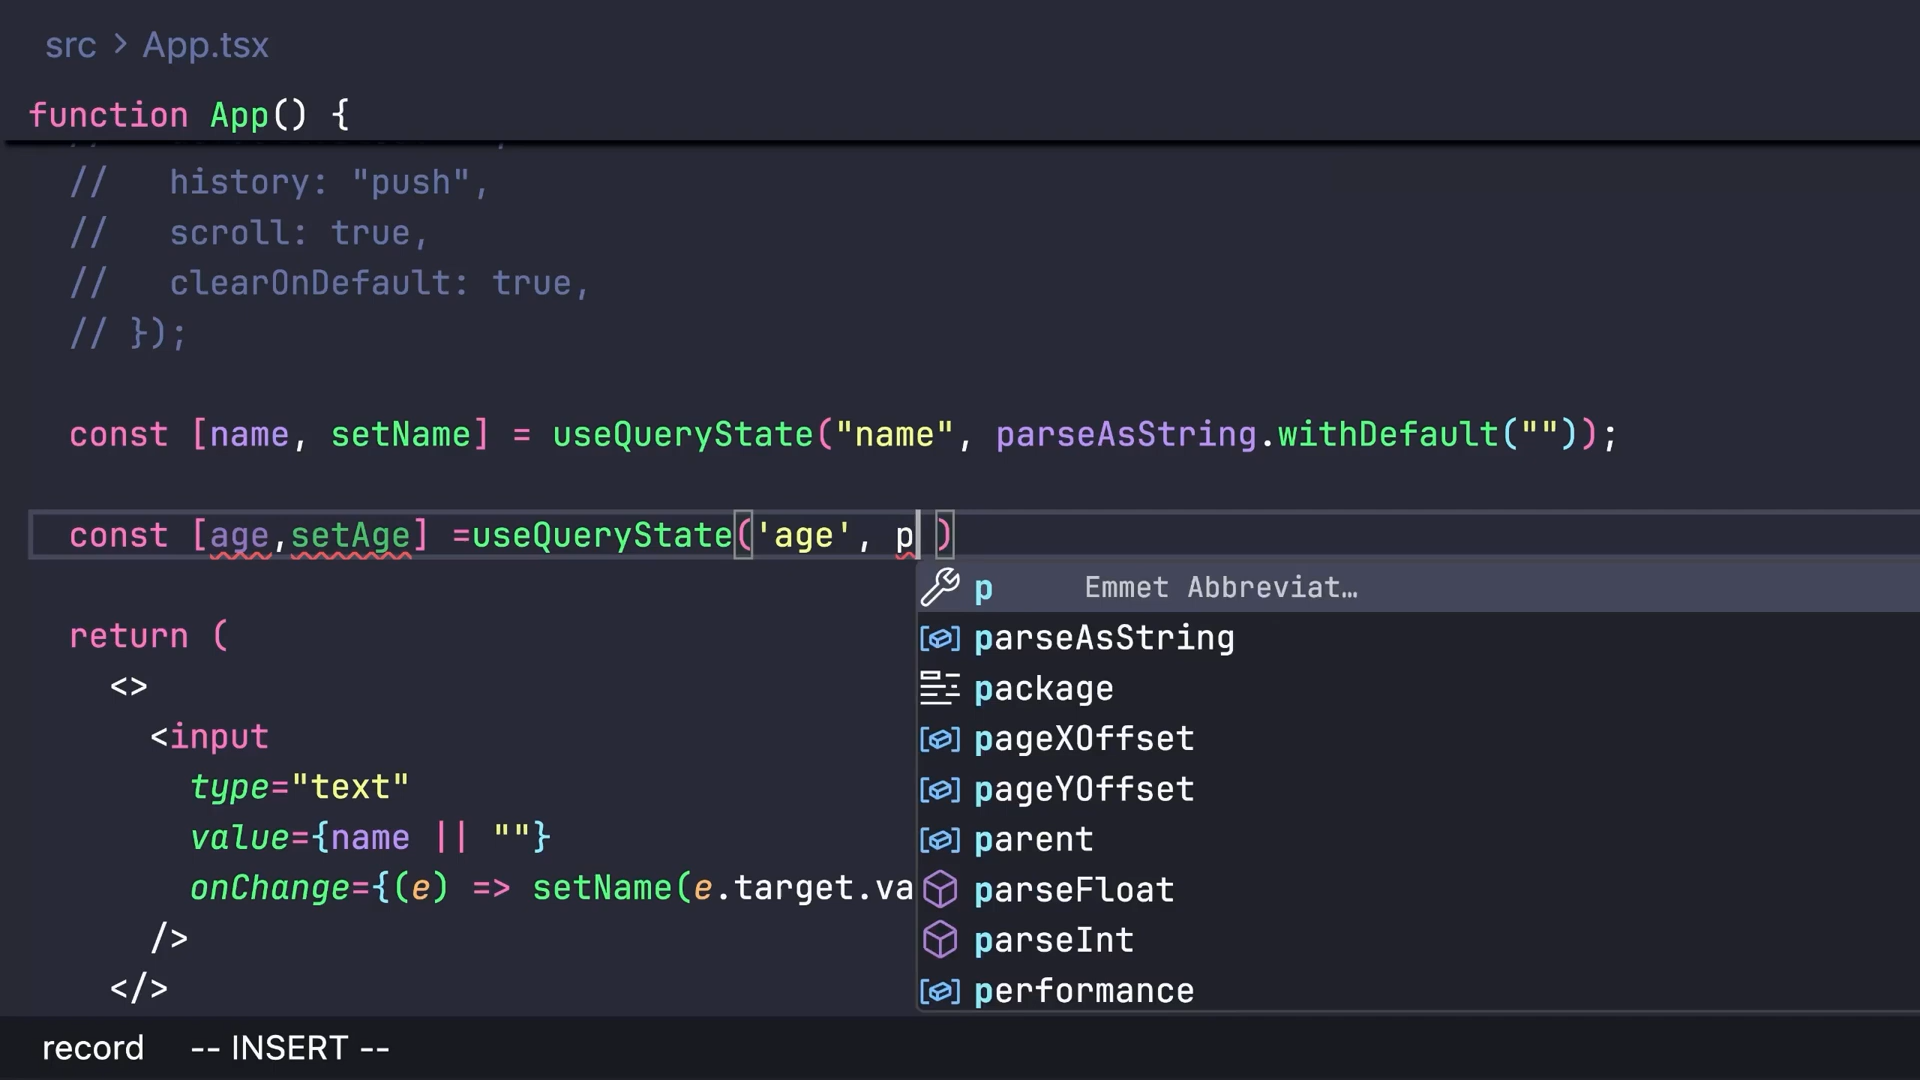 src > App.tsx
function App() {
//   history: "push",
//   scroll: true,
//   clearOnDefault: true,
// });
const [name, setName] = useQueryState("name", parseAsString.withDefault(""));
const [age,setAge] =useQueryState('age', p )
p Emmet Abbreviat…
return (
parseAsString
<>
package
<input
pageXOffset
type="text"
pageYOffset
value={name || ""}
parent
onChange={(e) => setName(e.target.va
parseFloat
/>
parseInt
</>
performance
record -- INSERT --